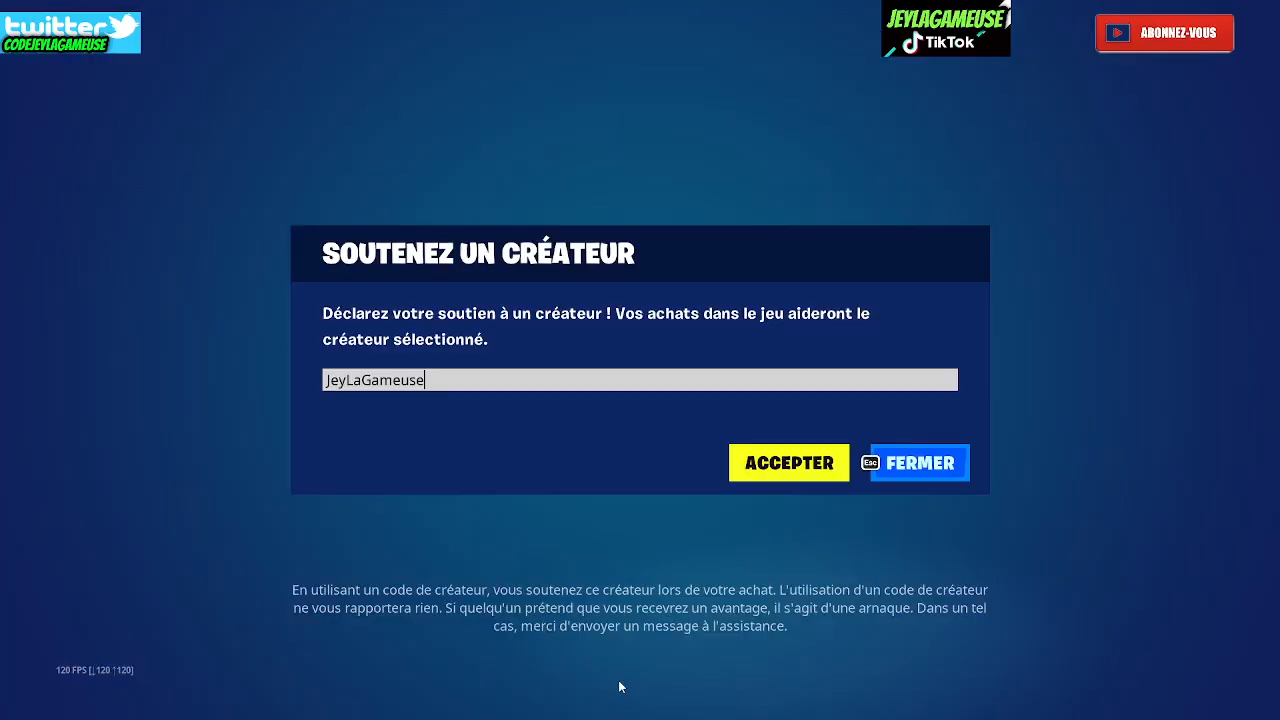 twitter
CODEJEYLAGAMEUSE
JEYLAGAMEUSE
TikTok
ABONNEZ-VOUS
SOUTENEZ UN CRÉATEUR
Déclarez votre soutien à un créateur ! Vos achats dans le jeu aideront le
créateur sélectionné.
JeyLaGameuse
ACCEPTER
Esc FERMER
En utilisant un code de créateur, vous soutenez ce créateur lors de votre achat. L'utilisation d'un code de créateur
ne vous rapportera rien. Si quelqu'un prétend que vous recevrez un avantage, il s'agit d'une arnaque. Dans un tel
cas, merci d'envoyer un message à l'assistance.
120 FPS [↓120 ↑120]